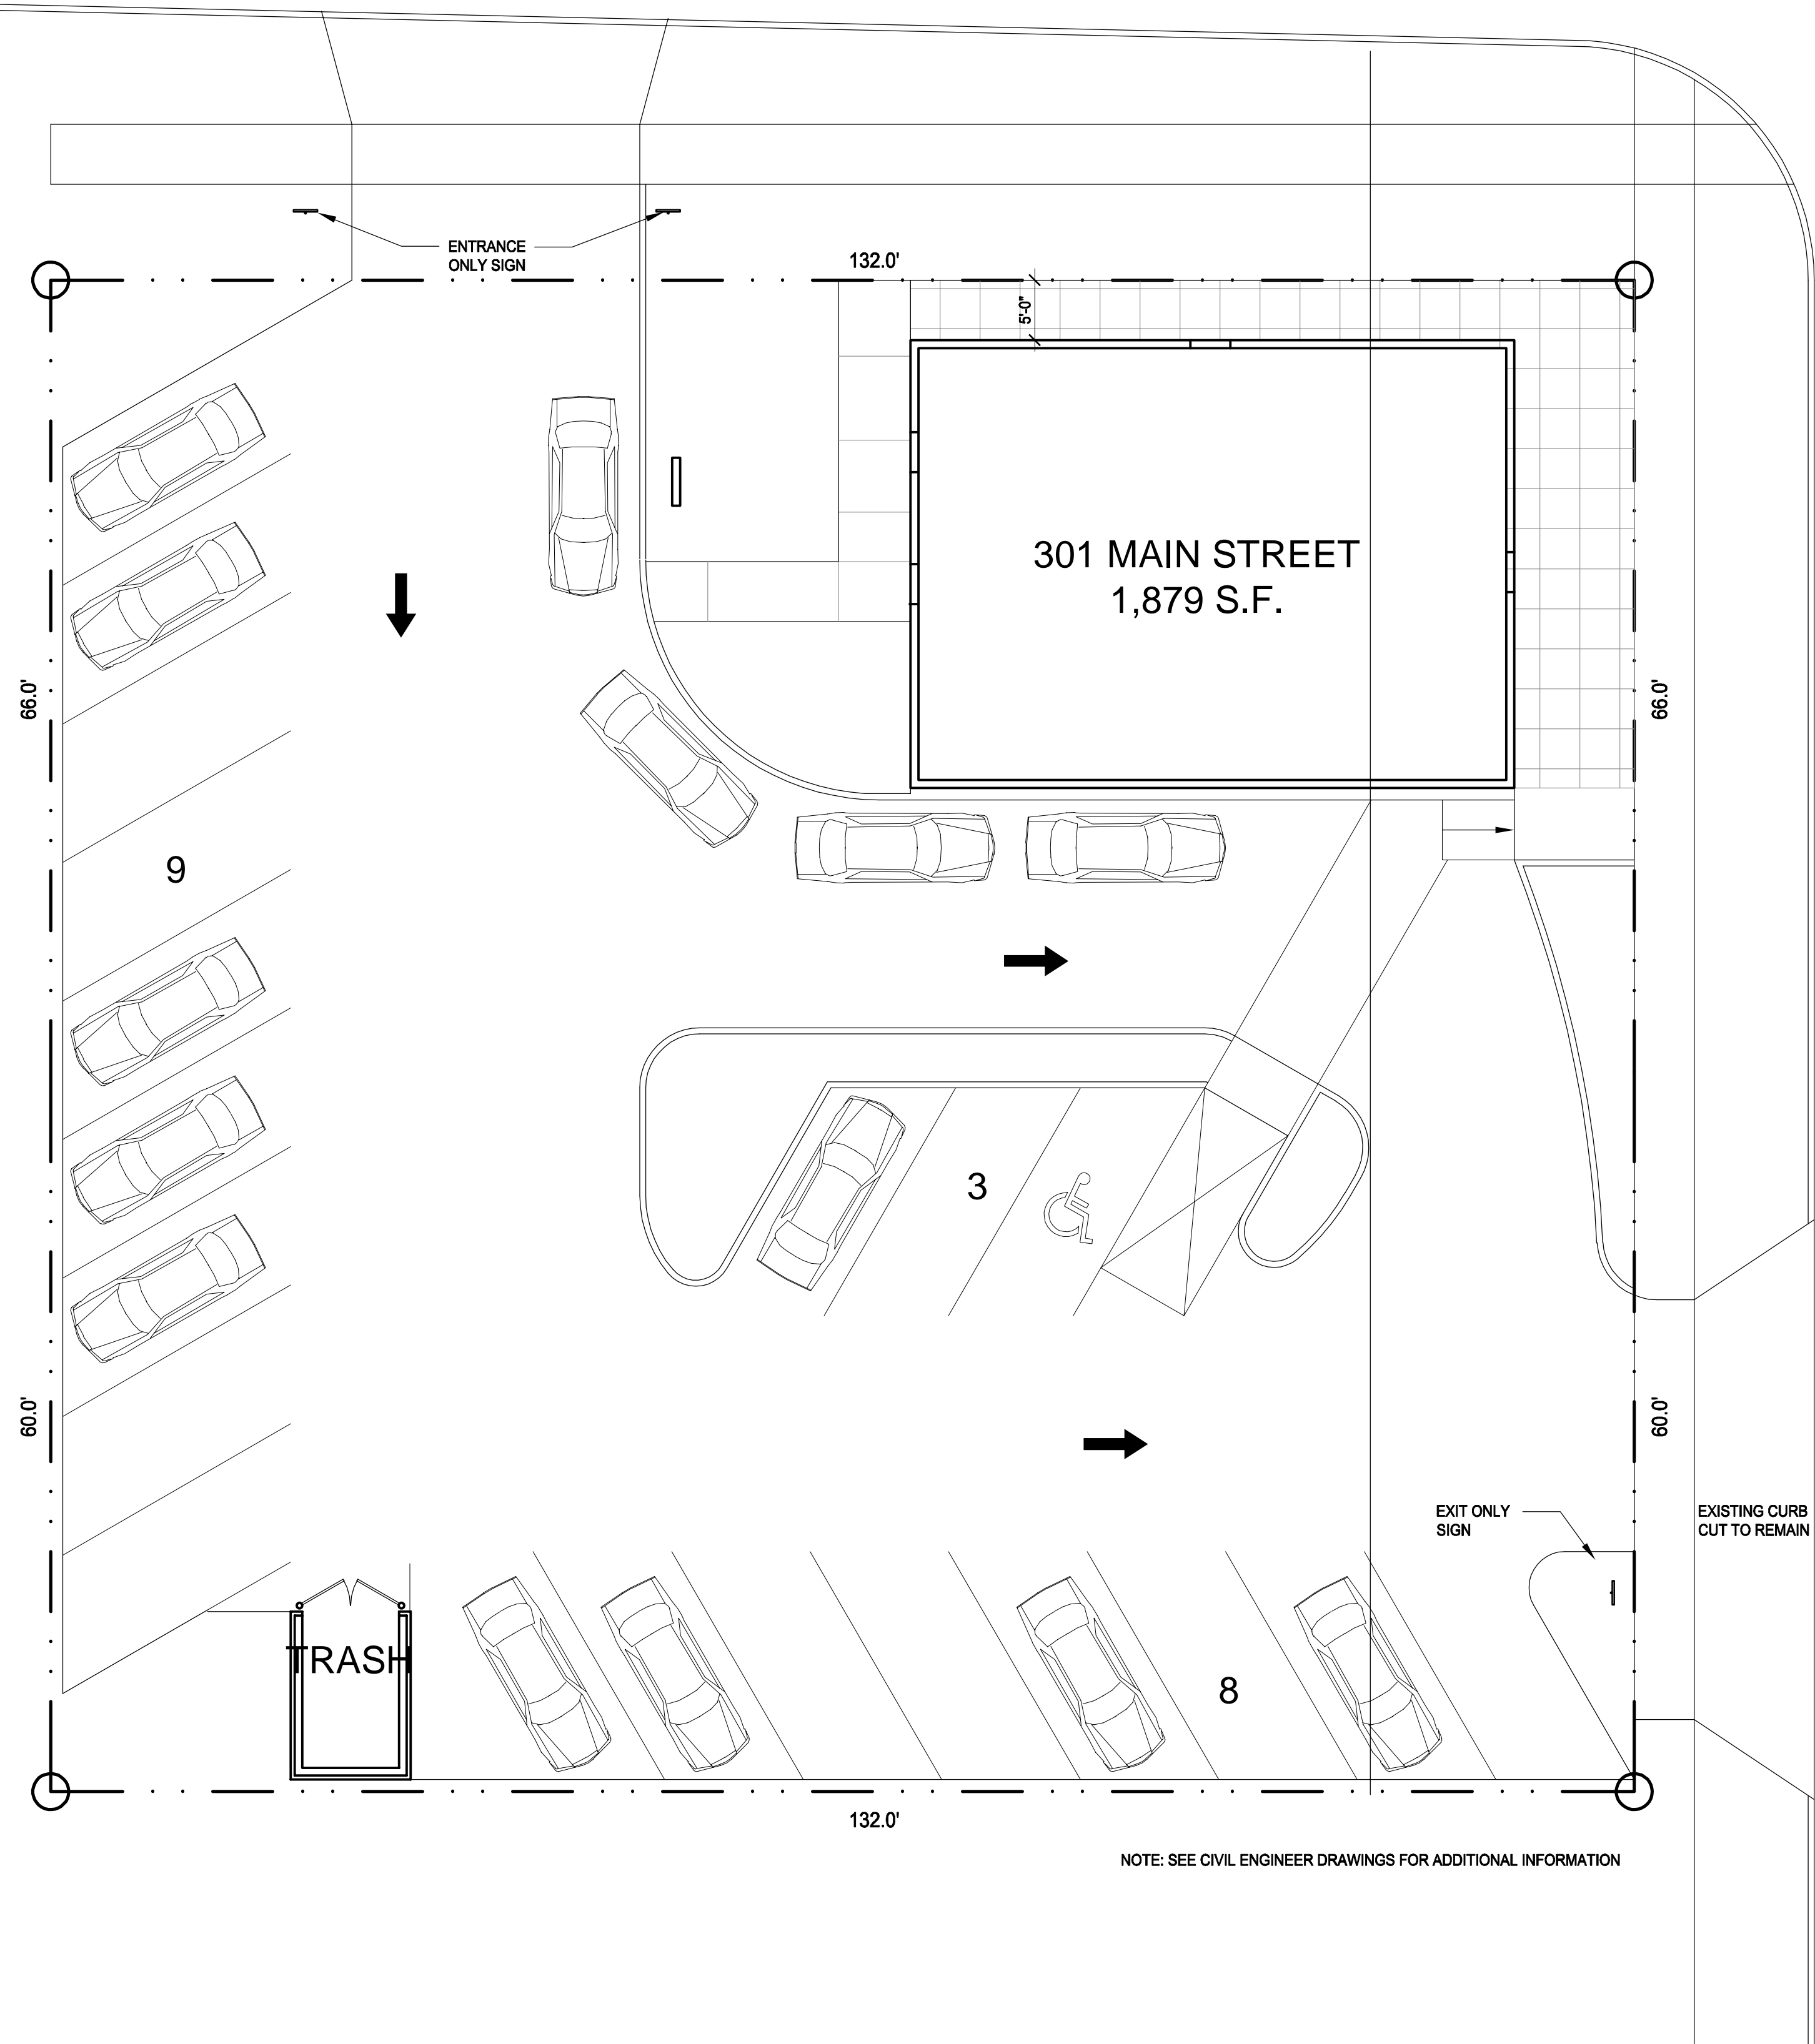 ENTRANCE
ONLY SIGN
132.0'
5'-0"
301 MAIN STREET
1,879 S.F.
66.0'
66.0'
9
3
60.0'
60.0'
EXIT ONLY
SIGN
EXISTING CURB
CUT TO REMAIN
TRASH
8
132.0'
NOTE: SEE CIVIL ENGINEER DRAWINGS FOR ADDITIONAL INFORMATION